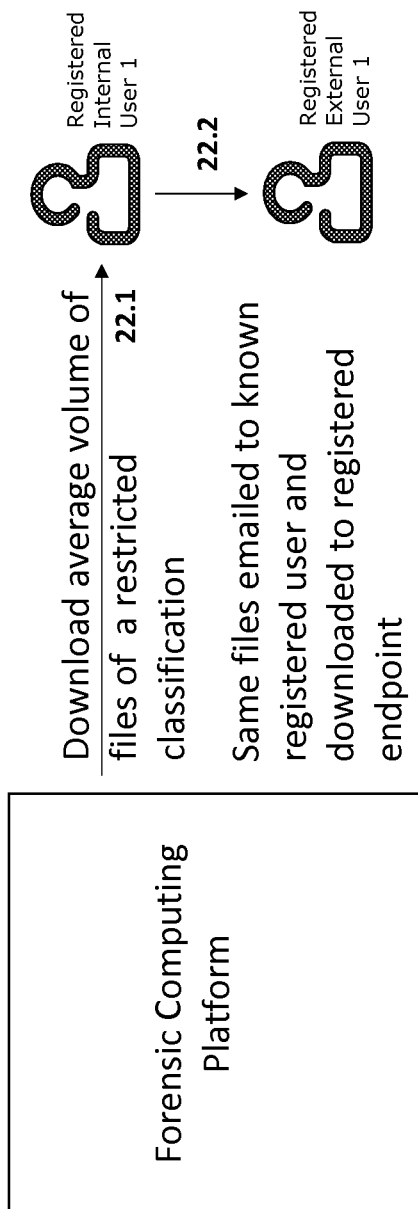 Forensic Computing
Platform
Download average volume of
files of  a restricted
classification
22.1
Registered
Internal
User 1
22.2
Same files emailed to known
registered user and
downloaded to registered
endpoint
Registered
External
User 1